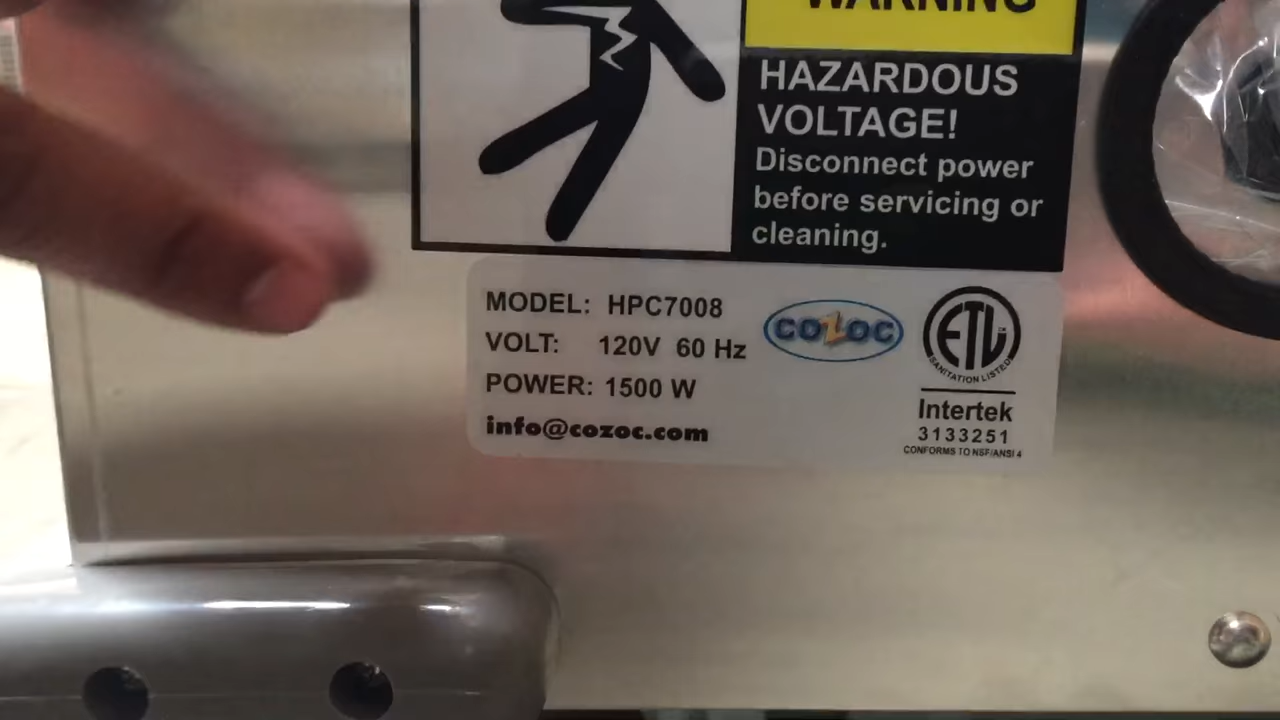 WARNING
HAZARDOUS
VOLTAGE!
Disconnect power
before servicing or
cleaning.
MODEL: HPC7008
VOLT: 120V 60 Hz
POWER: 1500 W
info@cozoc.com
COZOC
ETL
SANITATION LISTED
Intertek
3133251
CONFORMS TO NSF/ANSI 4